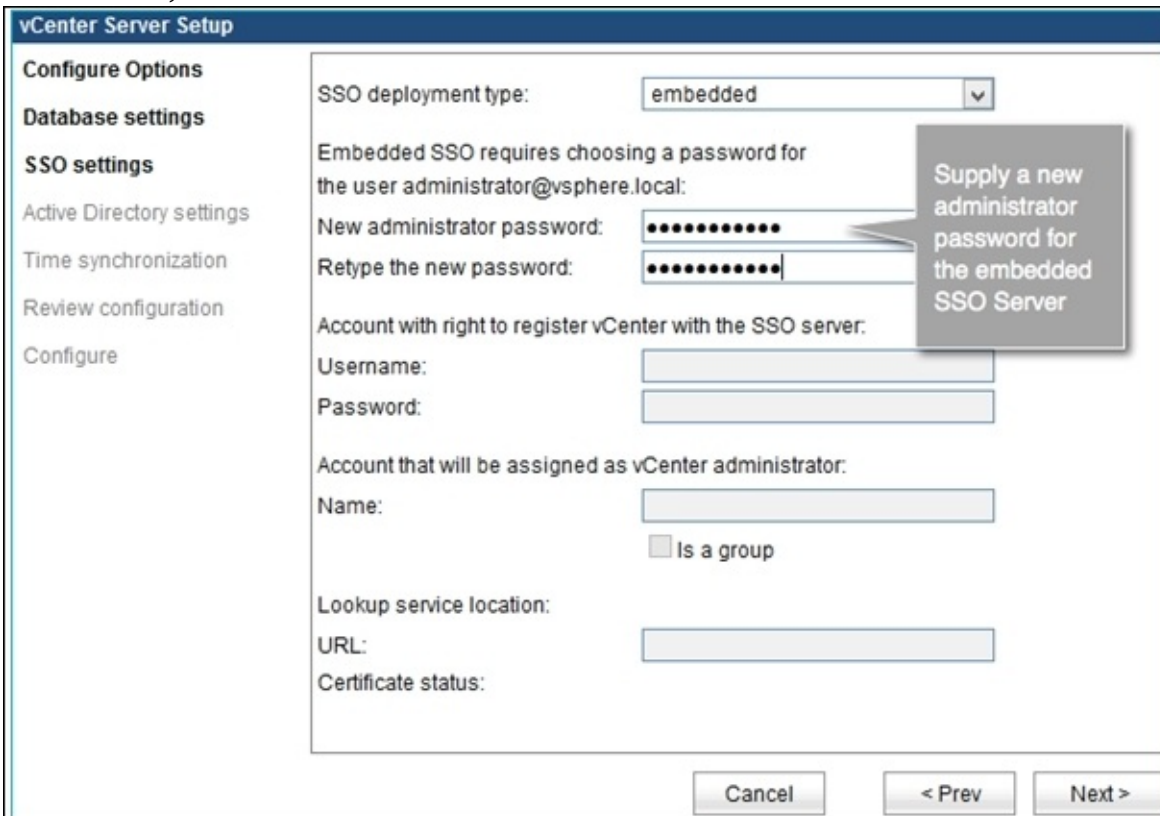 vCenter Server Setup
Configure Options
Database settings
SSO settings
Active Directory settings
Time synchronization
Review configuration
Configure
SSO deployment type: embedded
Embedded SSO requires choosing a password for
the user administrator@vsphere.local:
New administrator password: •••••••••••
Retype the new password: •••••••••••
Supply a new
administrator
password for
the embedded
SSO Server
Account with right to register vCenter with the SSO server:
Username:
Password:
Account that will be assigned as vCenter administrator:
Name:
Is a group
Lookup service location:
URL:
Certificate status:
Cancel < Prev Next >